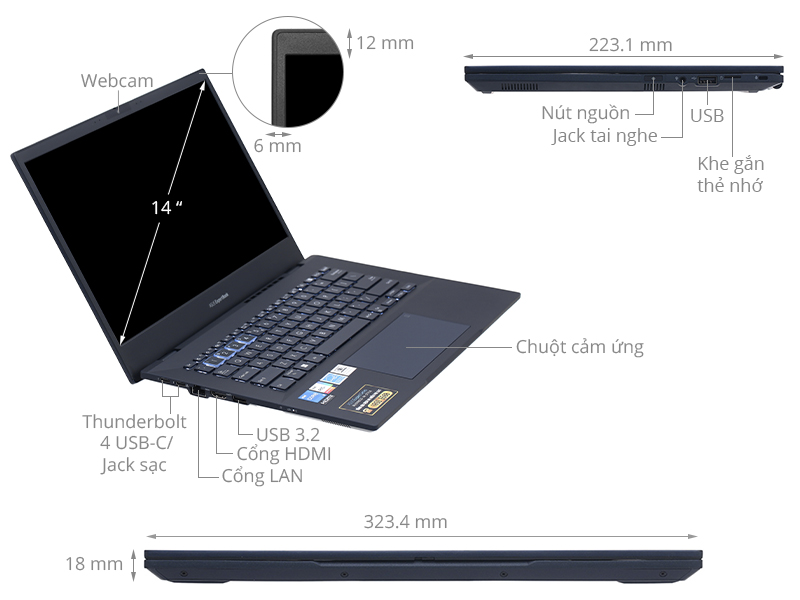 12 mm
223.1 mm
Webcam
6 mm
Nút nguồn
USB
Jack tai nghe
Khe gắn
thẻ nhớ
14 “
Chuột cảm ứng
Thunderbolt
4 USB-C/
Jack sạc
USB 3.2
Cổng HDMI
Cổng LAN
323.4 mm
18 mm